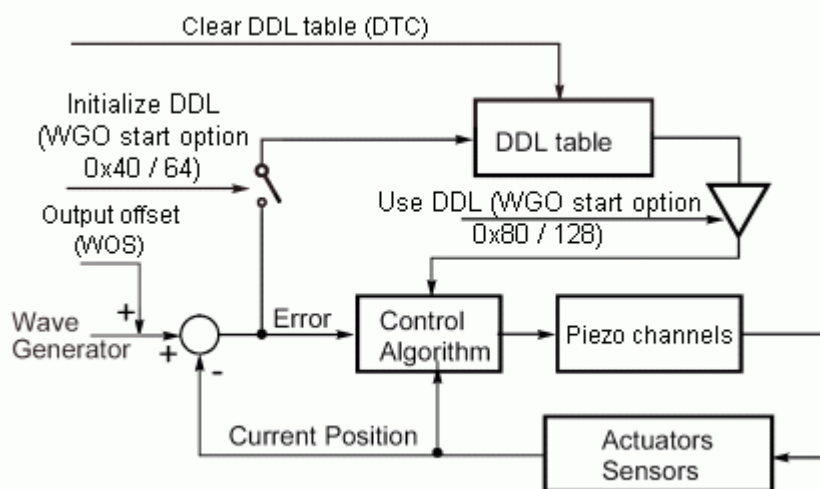 Clear DDL table (DTC)
Initialize DDL
(WGO start option
0x40 / 64)
DDL table
Output offset
(WOS)
Use DDL (WGO start option
0x80 / 128)
+
Wave
Generator
+
-
Error
Control
Algorithm
Piezo channels
Current Position
Actuators
Sensors